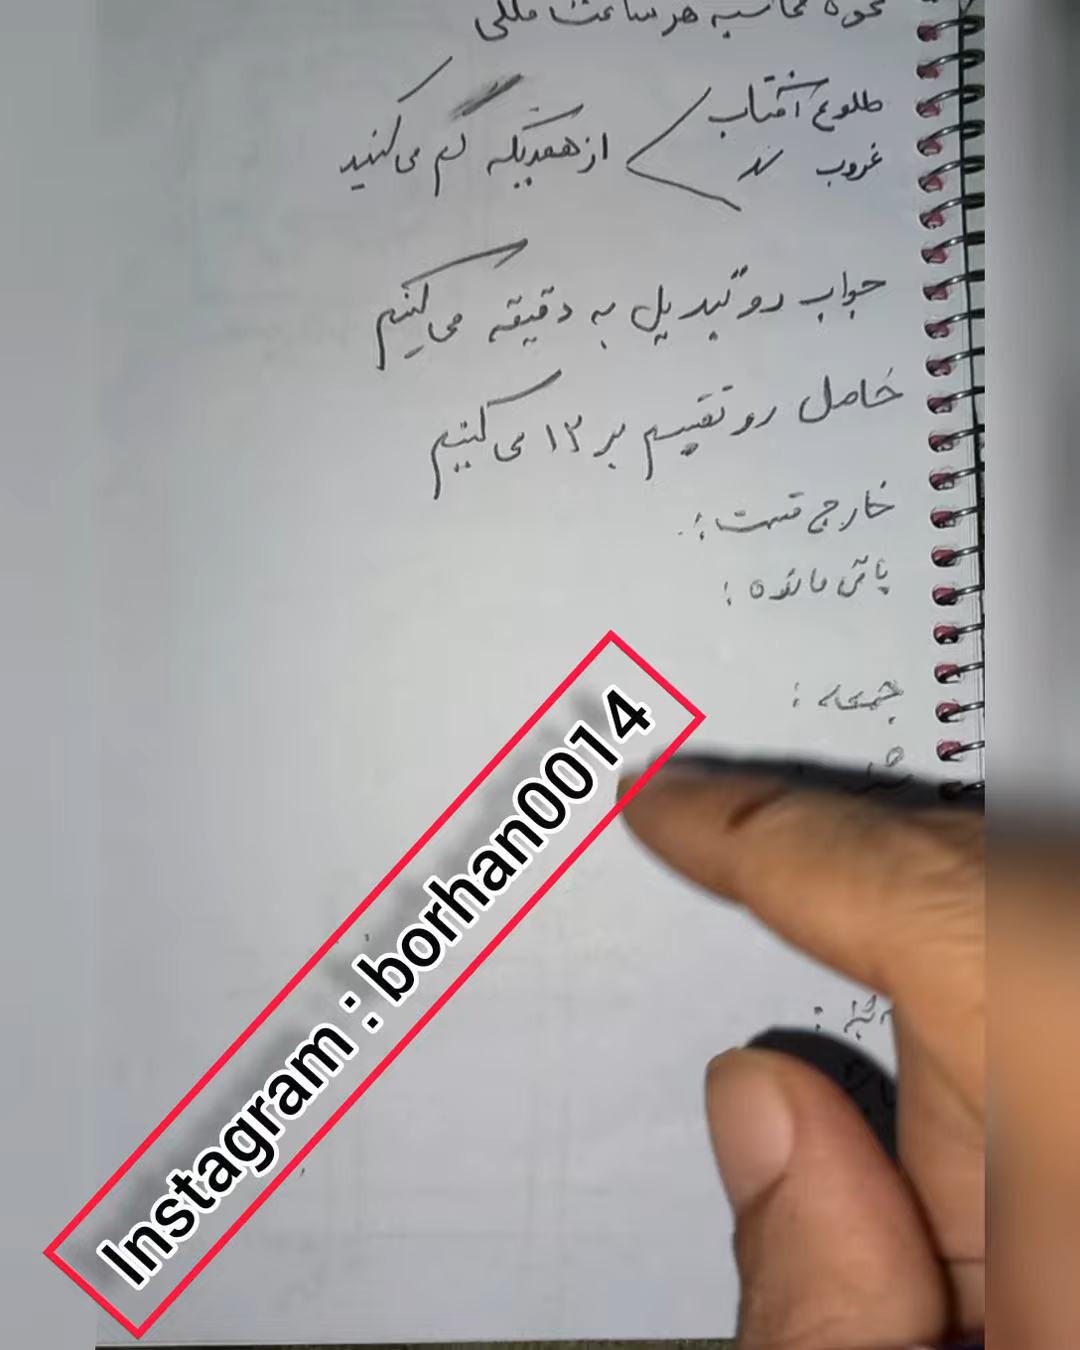 نحوه محاسبه هر ساعت فلکی
طلوع آفتاب
غروب
از همدیگه کم می‌کنید
جواب رو تبدیل به دقیقه می‌کنیم
حاصل رو تقسیم بر ۱۲ می‌کنیم
خارج قسمت :
باقی مانده :
جمعه :
Instagram : borhan0014